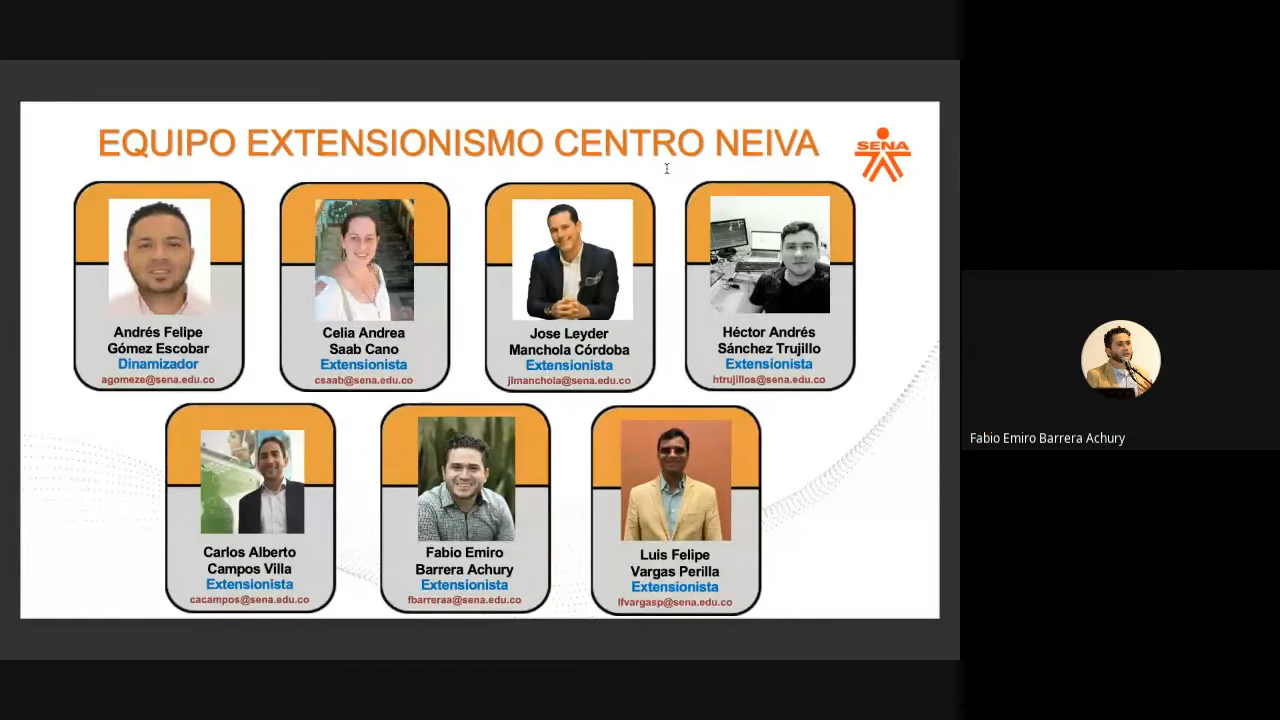 EQUIPO EXTENSIONISMO CENTRO NEIVA
SENA
Andrés Felipe
Gómez Escobar
Dinamizador
agomeze@sena.edu.co
Celia Andrea
Saab Cano
Extensionista
csaab@sena.edu.co
Jose Leyder
Manchola Córdoba
Extensionista
jlmanchola@sena.edu.co
Héctor Andrés
Sánchez Trujillo
Extensionista
htrujillos@sena.edu.co
Carlos Alberto
Campos Villa
Extensionista
cacampos@sena.edu.co
Fabio Emiro
Barrera Achury
Extensionista
fbarreraa@sena.edu.co
Luis Felipe
Vargas Perilla
Extensionista
lfvargasp@sena.edu.co
Fabio Emiro Barrera Achury